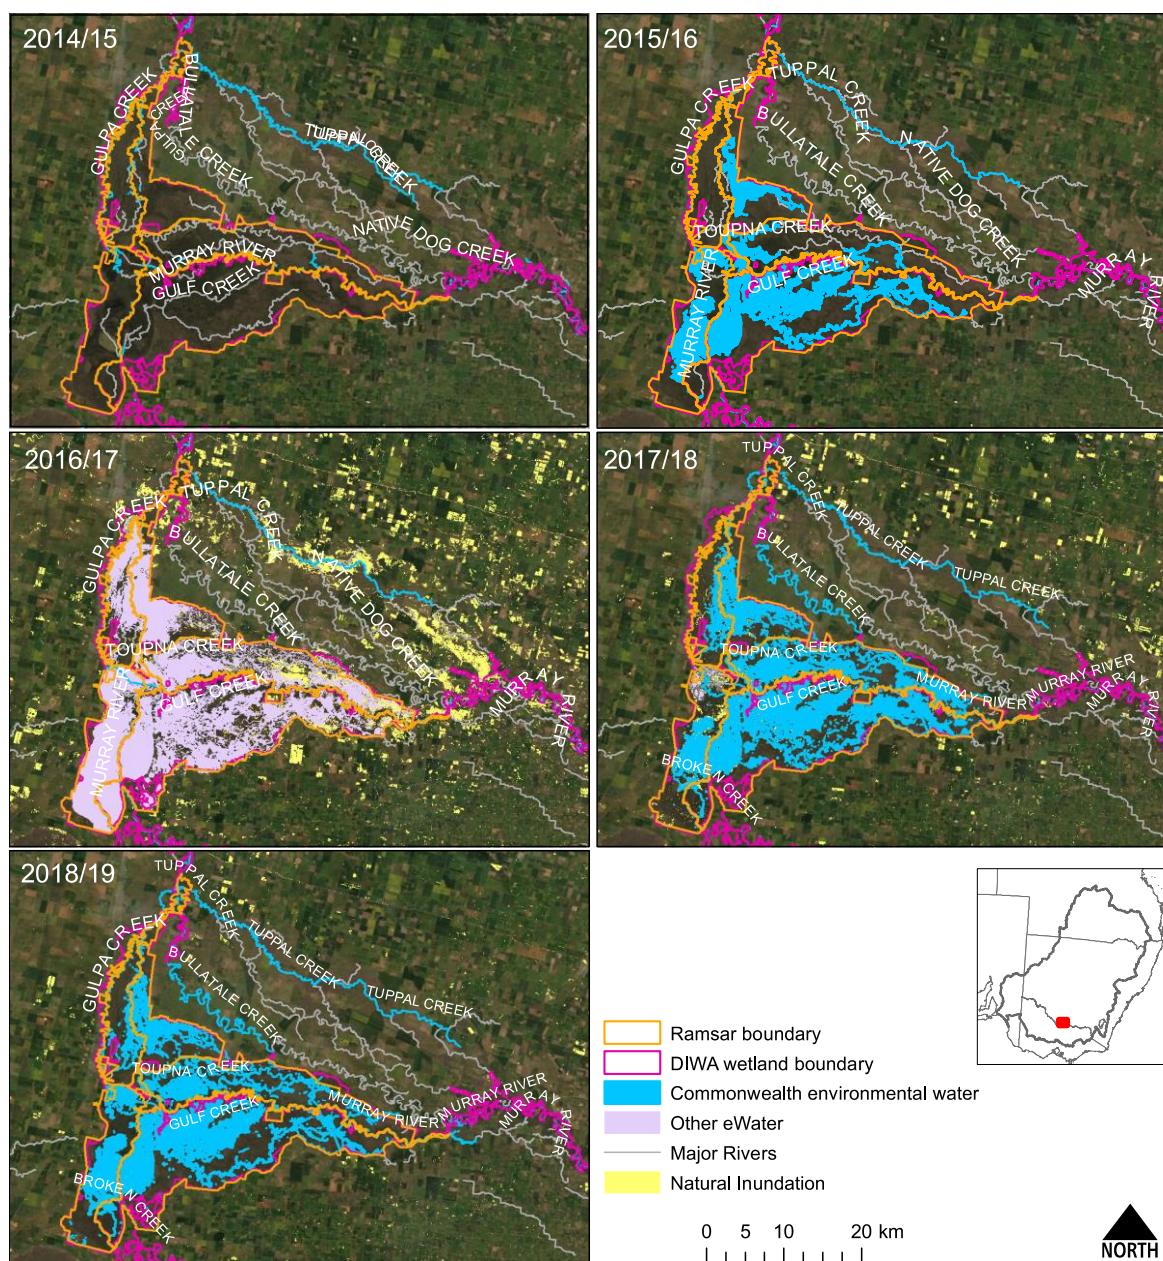 2014/15
GULPA CREEK
BULLATALE CREEK
GULPA CREEK
TUPPAL CREEK
TUPPAL CREEK
NATIVE DOG CREEK
MURRAY RIVER
GULF CREEK
2015/16
TUPPAL CREEK
GULPA CREEK
BULLATALE CREEK
NATIVE DOG CREEK
TOUPNA CREEK
GULF CREEK
MURRAY RIVER
MURRAY RIVER
2016/17
TUPPAL CREEK
GULPA CREEK
BULLATALE CREEK
NATIVE DOG CREEK
TOUPNA CREEK
GULF CREEK
MURRAY RIVER
MURRAY RIVER
2017/18
TUPPAL CREEK
TUPPAL CREEK
TUPPAL CREEK
BULLATALE CREEK
TOUPNA CREEK
GULF CREEK
MURRAY RIVER
MURRAY RIVER
MURRAY RIVER
BROKEN CREEK
2018/19
TUPPAL CREEK
TUPPAL CREEK
TUPPAL CREEK
GULPA CREEK
BULLATALE CREEK
TOUPNA CREEK
GULF CREEK
MURRAY RIVER
MURRAY RIVER
MURRAY RIVER
BROKEN CREEK
Ramsar boundary
DIWA wetland boundary
Commonwealth environmental water
Other eWater
Major Rivers
Natural Inundation
0 5 10 20 km
NORTH